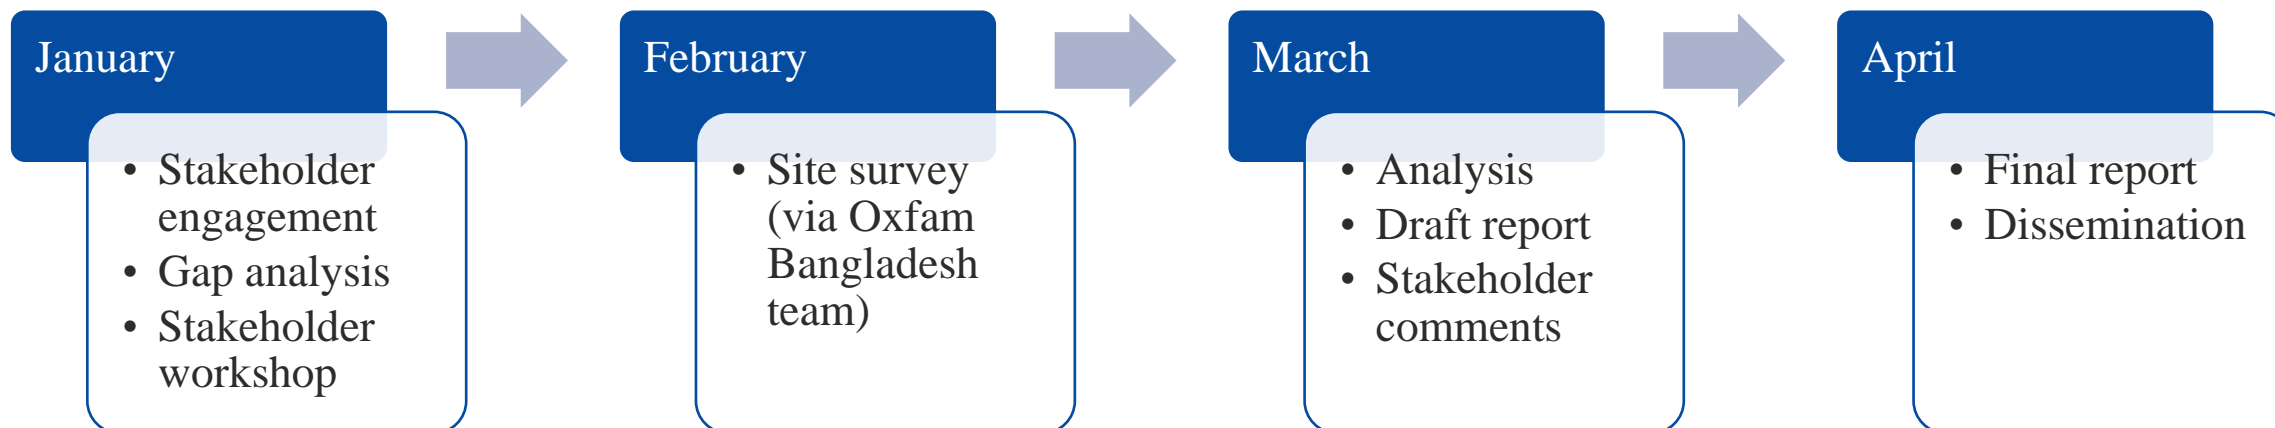 January
• Stakeholder
engagement
• Gap analysis
• Stakeholder
workshop
February
• Site survey
(via Oxfam
Bangladesh
team)
March
• Analysis
• Draft report
• Stakeholder
comments
April
• Final report
• Dissemination